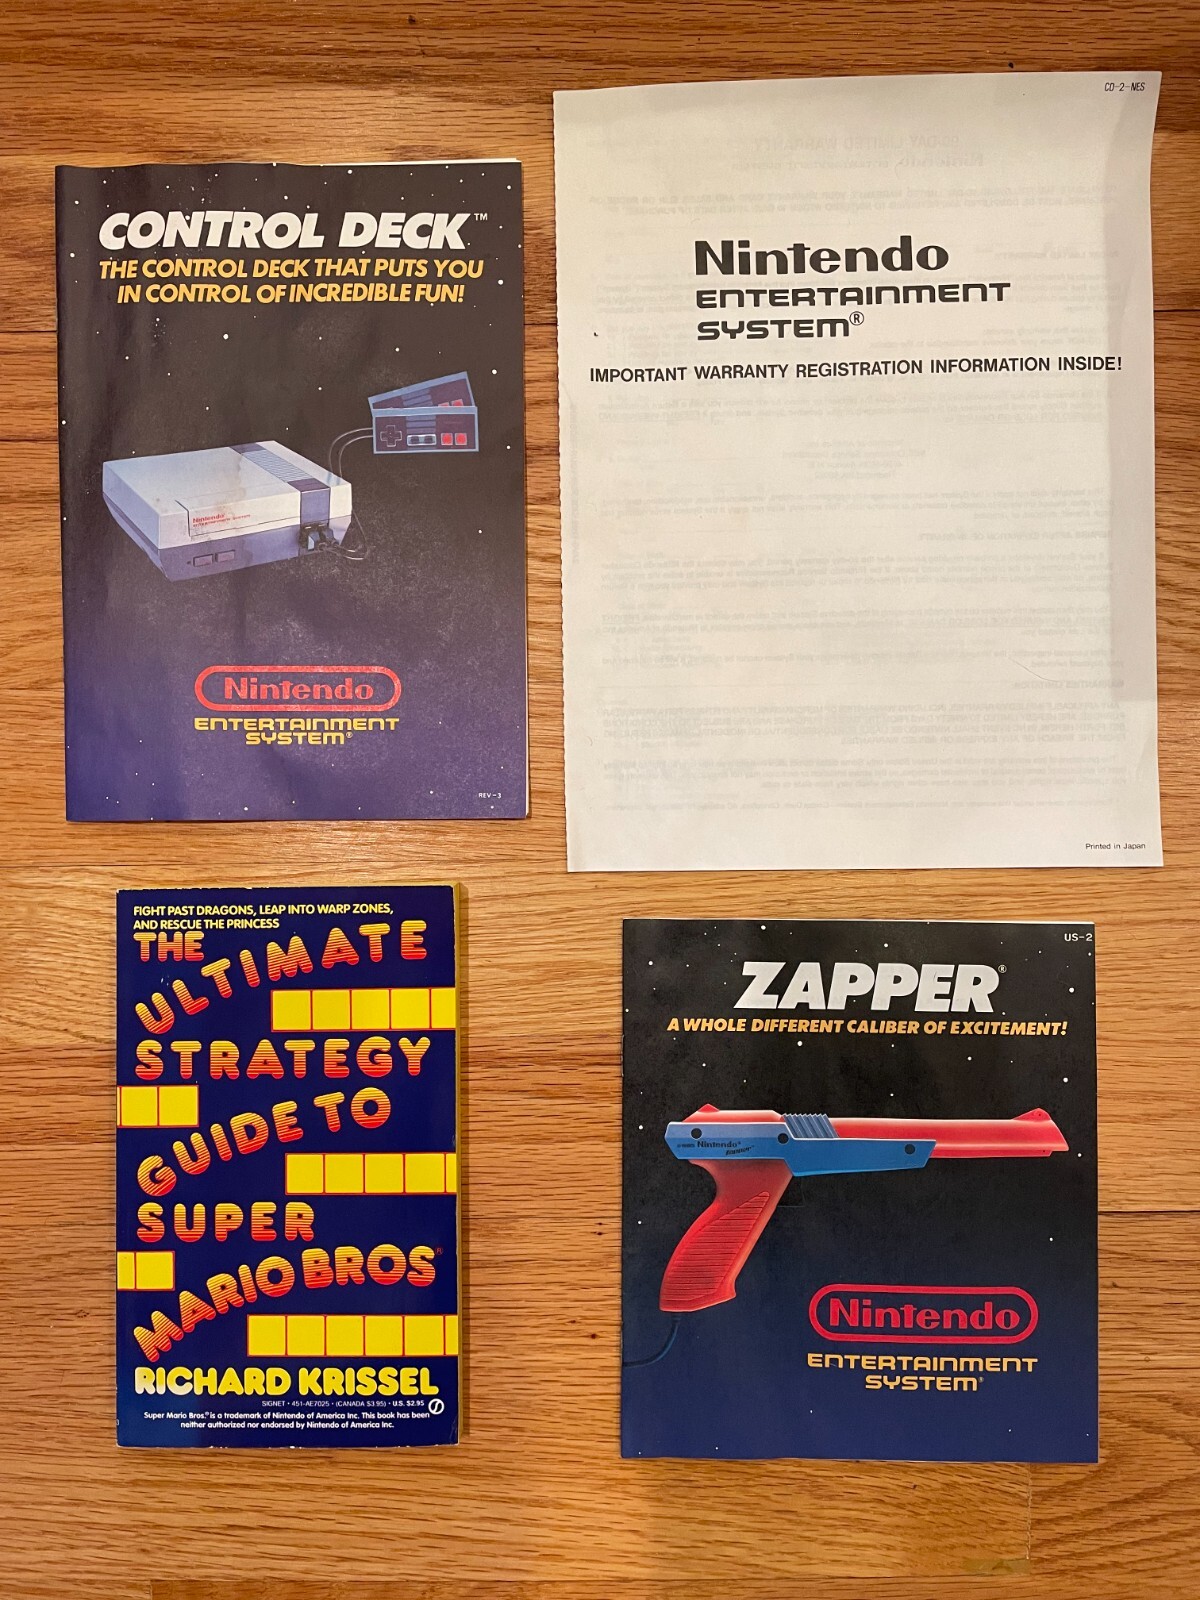 CONTROL DECK™
THE CONTROL DECK THAT PUTS YOU
IN CONTROL OF INCREDIBLE FUN!
Nintendo
Nintendo
ENTERTAINMENT
SYSTEM®
REV-3
CO-2-NES
Nintendo
ENTERTAINMENT
SYSTEM®
IMPORTANT WARRANTY REGISTRATION INFORMATION INSIDE!
Printed in Japan
FIGHT PAST DRAGONS, LEAP INTO WARP ZONES,
AND RESCUE THE PRINCESS
THE
ULTIMATE
STRATEGY
GUIDE TO
SUPER
MARIO BROS®
RICHARD KRISSEL
SIGNET • 451-AE7025 • (CANADA $3.95) • U.S. $2.95
Super Mario Bros.® is a trademark of Nintendo of America Inc. This book has been
neither authorized nor endorsed by Nintendo of America Inc.
US-2
ZAPPER®
A WHOLE DIFFERENT CALIBER OF EXCITEMENT!
Nintendo®
Nintendo
ENTERTAINMENT
SYSTEM®